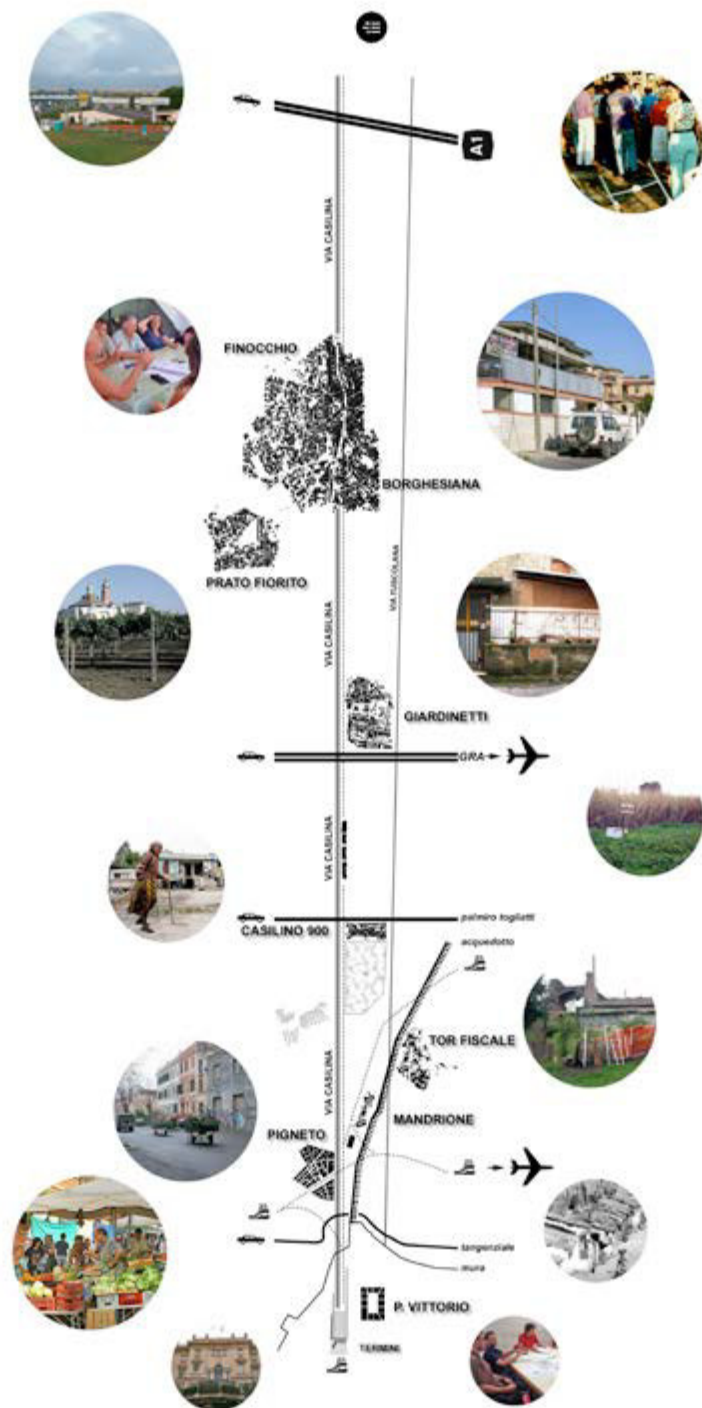 A1
VIA CASILINA
FINOCCHIO
BORGHESIANA
PRATO FIORITO
VIA TUSCOLANA
VIA CASILINA
GIARDINETTI
GRA
VIA CASILINA
palmiro togliatti
CASILINO 900
acquedotto
TOR FISCALE
VIA CASILINA
MANDRIONE
PIGNETO
tangenziale
mura
P. VITTORIO
TERMINI